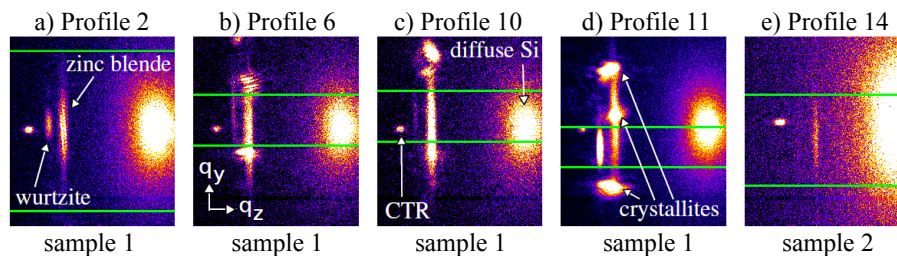 a) Profile 2
b) Profile 6
c) Profile 10
d) Profile 11
e) Profile 14
zinc blende
wurtzite
qy
qz
diffuse Si
CTR
crystallites
sample 1
sample 1
sample 1
sample 1
sample 2